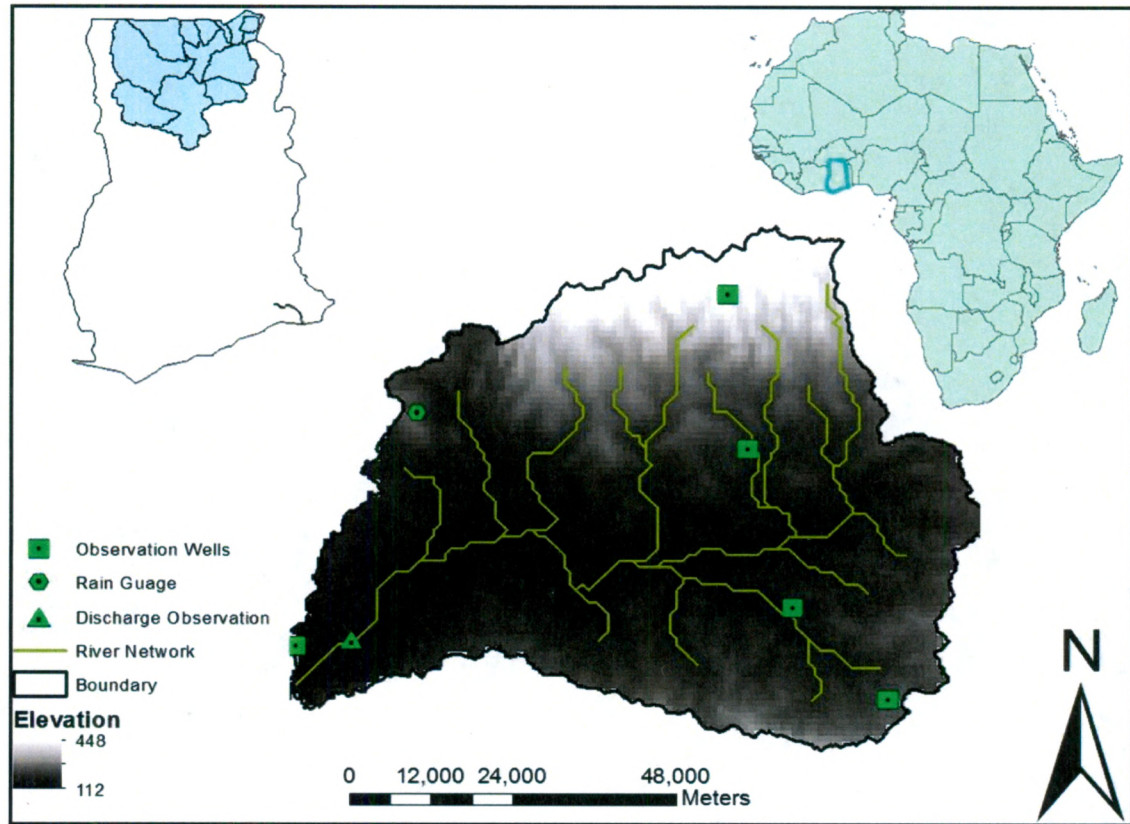 Observation Wells
Rain Guage
Discharge Observation
River Network
Boundary
Elevation
448
112
0 12,000 24,000 48,000
Meters
N